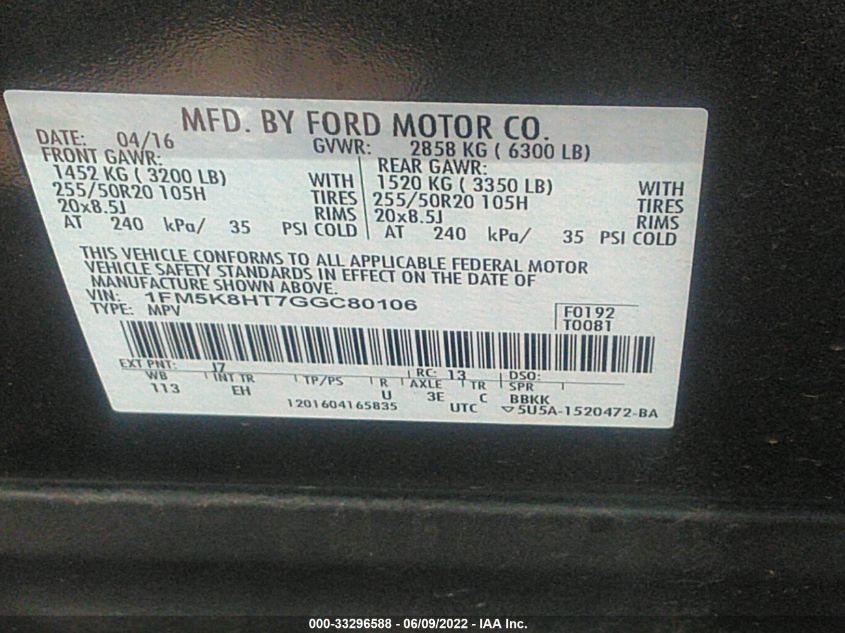 MFD. BY FORD MOTOR CO.
DATE: 04/16 GVWR: 2858 KG ( 6300 LB)
FRONT GAWR: REAR GAWR:
1452 KG ( 3200 LB) WITH 1520 KG ( 3350 LB) WITH
255/50R20 105H TIRES 255/50R20 105H TIRES
20x8.5J RIMS 20x8.5J RIMS
AT 240 kPa/ 35 PSI COLD AT 240 kPa/ 35 PSI COLD
THIS VEHICLE CONFORMS TO ALL APPLICABLE FEDERAL MOTOR
VEHICLE SAFETY STANDARDS IN EFFECT ON THE DATE OF
MANUFACTURE SHOWN ABOVE.
VIN: 1FM5K8HT7GGC80106 F0192
TYPE: MPV T0081
EXT PNT: J7 RC: 13 DSO:
WB INT TR TP/PS R AXLE TR SPR
113 EH U 3E C BBKK
1201604165835 UTC 5U5A-1520472-BA
000-33296588 - 06/09/2022 - IAA Inc.